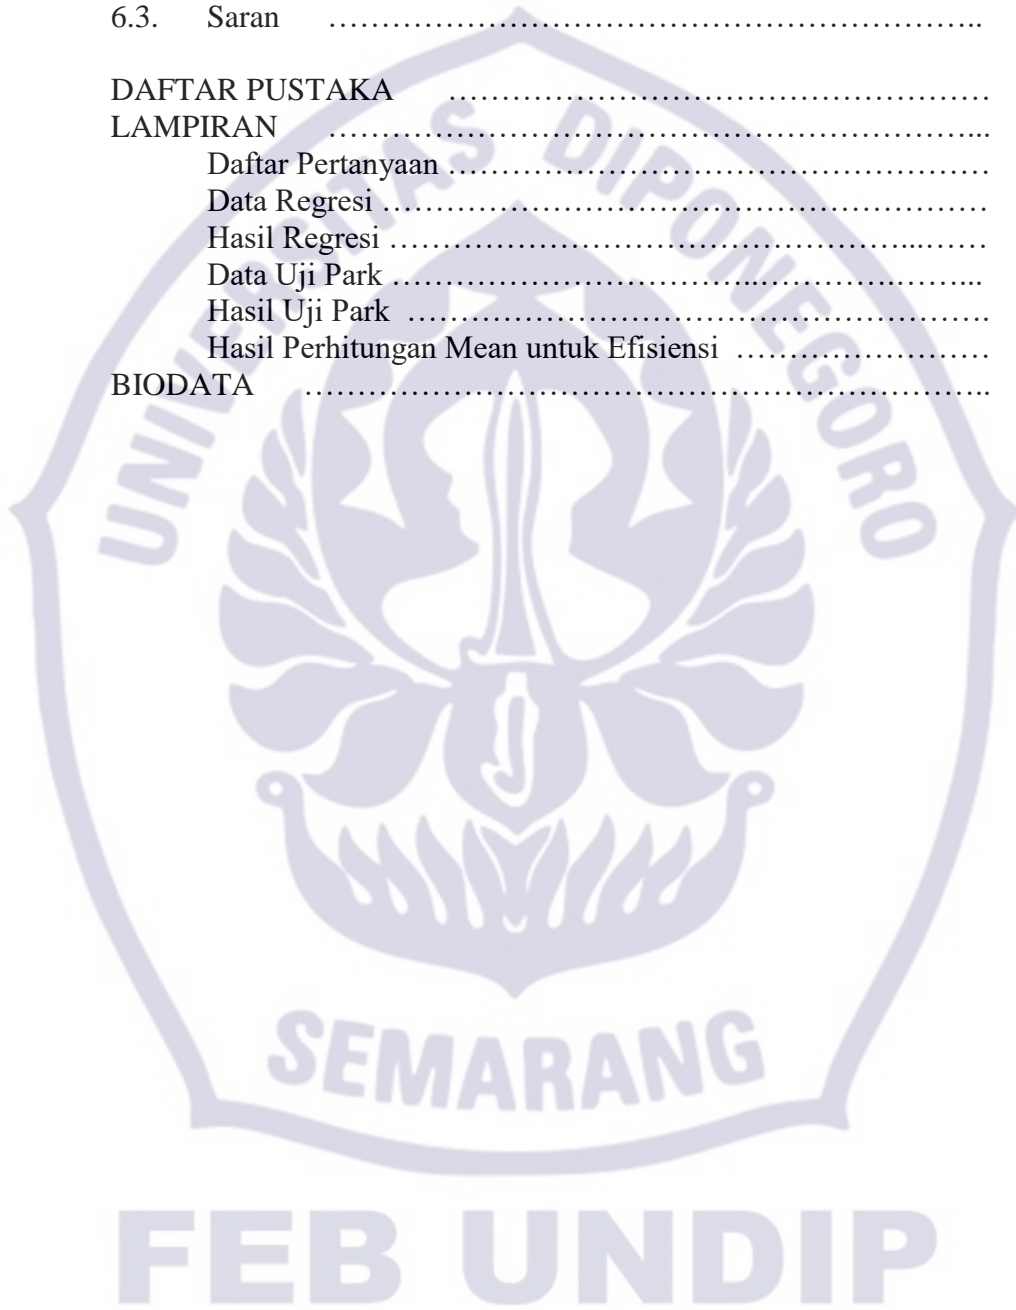 6.3. Saran ………………………………………………………..
DAFTAR PUSTAKA ……………………………………………
LAMPIRAN ……………………………………………………...
Daftar Pertanyaan ……………………………………………
Data Regresi …………………………………………………
Hasil Regresi …………………………………………...……
Data Uji Park ……………………………...………….……...
Hasil Uji Park ……………………………………………….
Hasil Perhitungan Mean untuk Efisiensi ……………………
BIODATA ………………………………………………………..
UNIVERSITAS DIPONEGORO
SEMARANG
FEB UNDIP